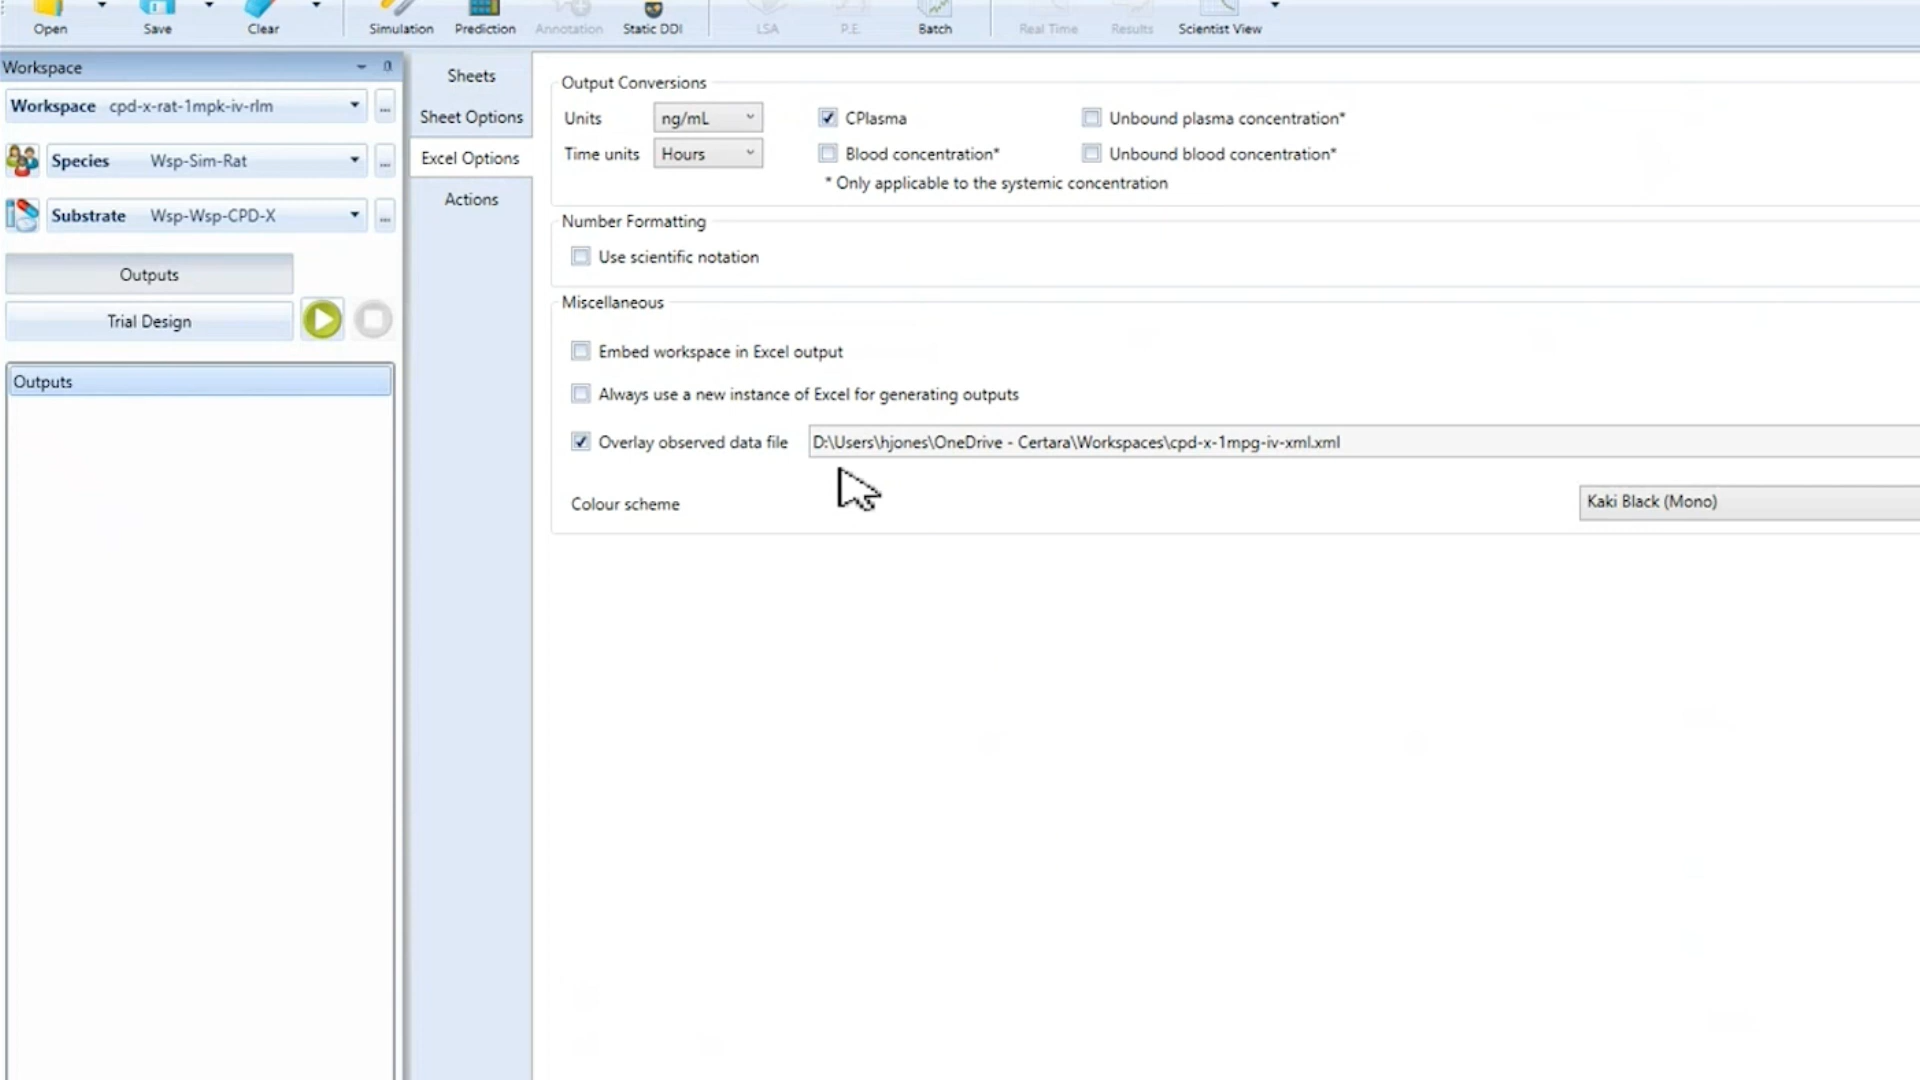 Open Save Clear Simulation Prediction Annotation Static DDI LSA P.E. Batch Real Time Results Scientist View
Workspace
Workspace cpd-x-rat-1mpk-iv-rlm ...
Species Wsp-Sim-Rat ...
Substrate Wsp-Wsp-CPD-X ...
Outputs
Trial Design
Outputs
Sheets
Sheet Options
Excel Options
Actions
Output Conversions
Units ng/mL CPlasma Unbound plasma concentration*
Time units Hours Blood concentration* Unbound blood concentration*
* Only applicable to the systemic concentration
Number Formatting
Use scientific notation
Miscellaneous
Embed workspace in Excel output
Always use a new instance of Excel for generating outputs
Overlay observed data file D:\Users\hjones\OneDrive - Certara\Workspaces\cpd-x-1mpg-iv-xml.xml
Colour scheme Kaki Black (Mono)